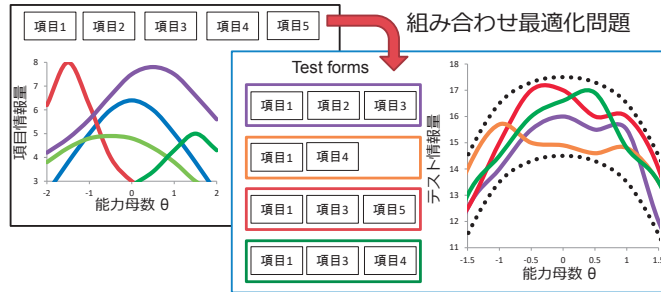 項目1 項目2 項目3 項目4 項目5
組み合わせ最適化問題
項目情報量
8
7
6
5
4
3
-2 -1 0 1 2
能力母数 θ
Test forms
項目1 項目2 項目3
項目1 項目4
項目1 項目3 項目5
項目1 項目3 項目4
テスト情報量
18
17
16
15
14
13
12
11
-1.5 -1 -0.5 0 0.5 1 1.5
能力母数 θ